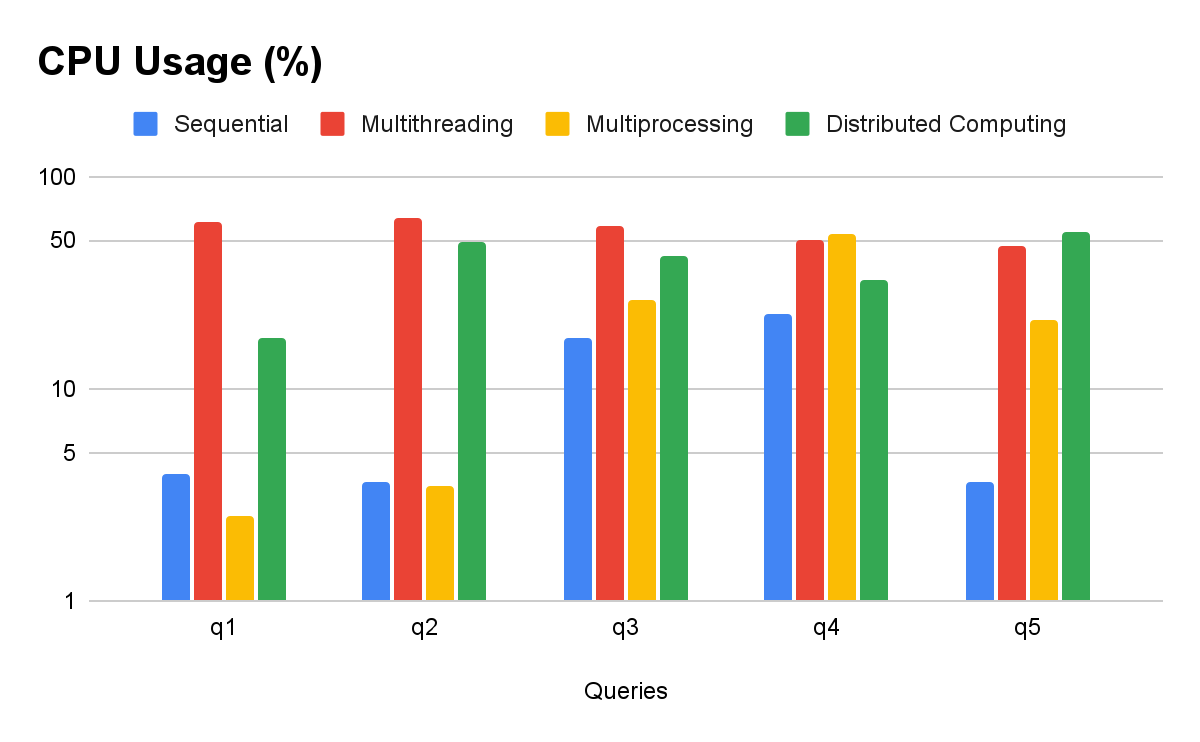 CPU Usage (%)
Sequential Multithreading Multiprocessing Distributed Computing
100
50
10
5
1
q1 q2 q3 q4 q5
Queries